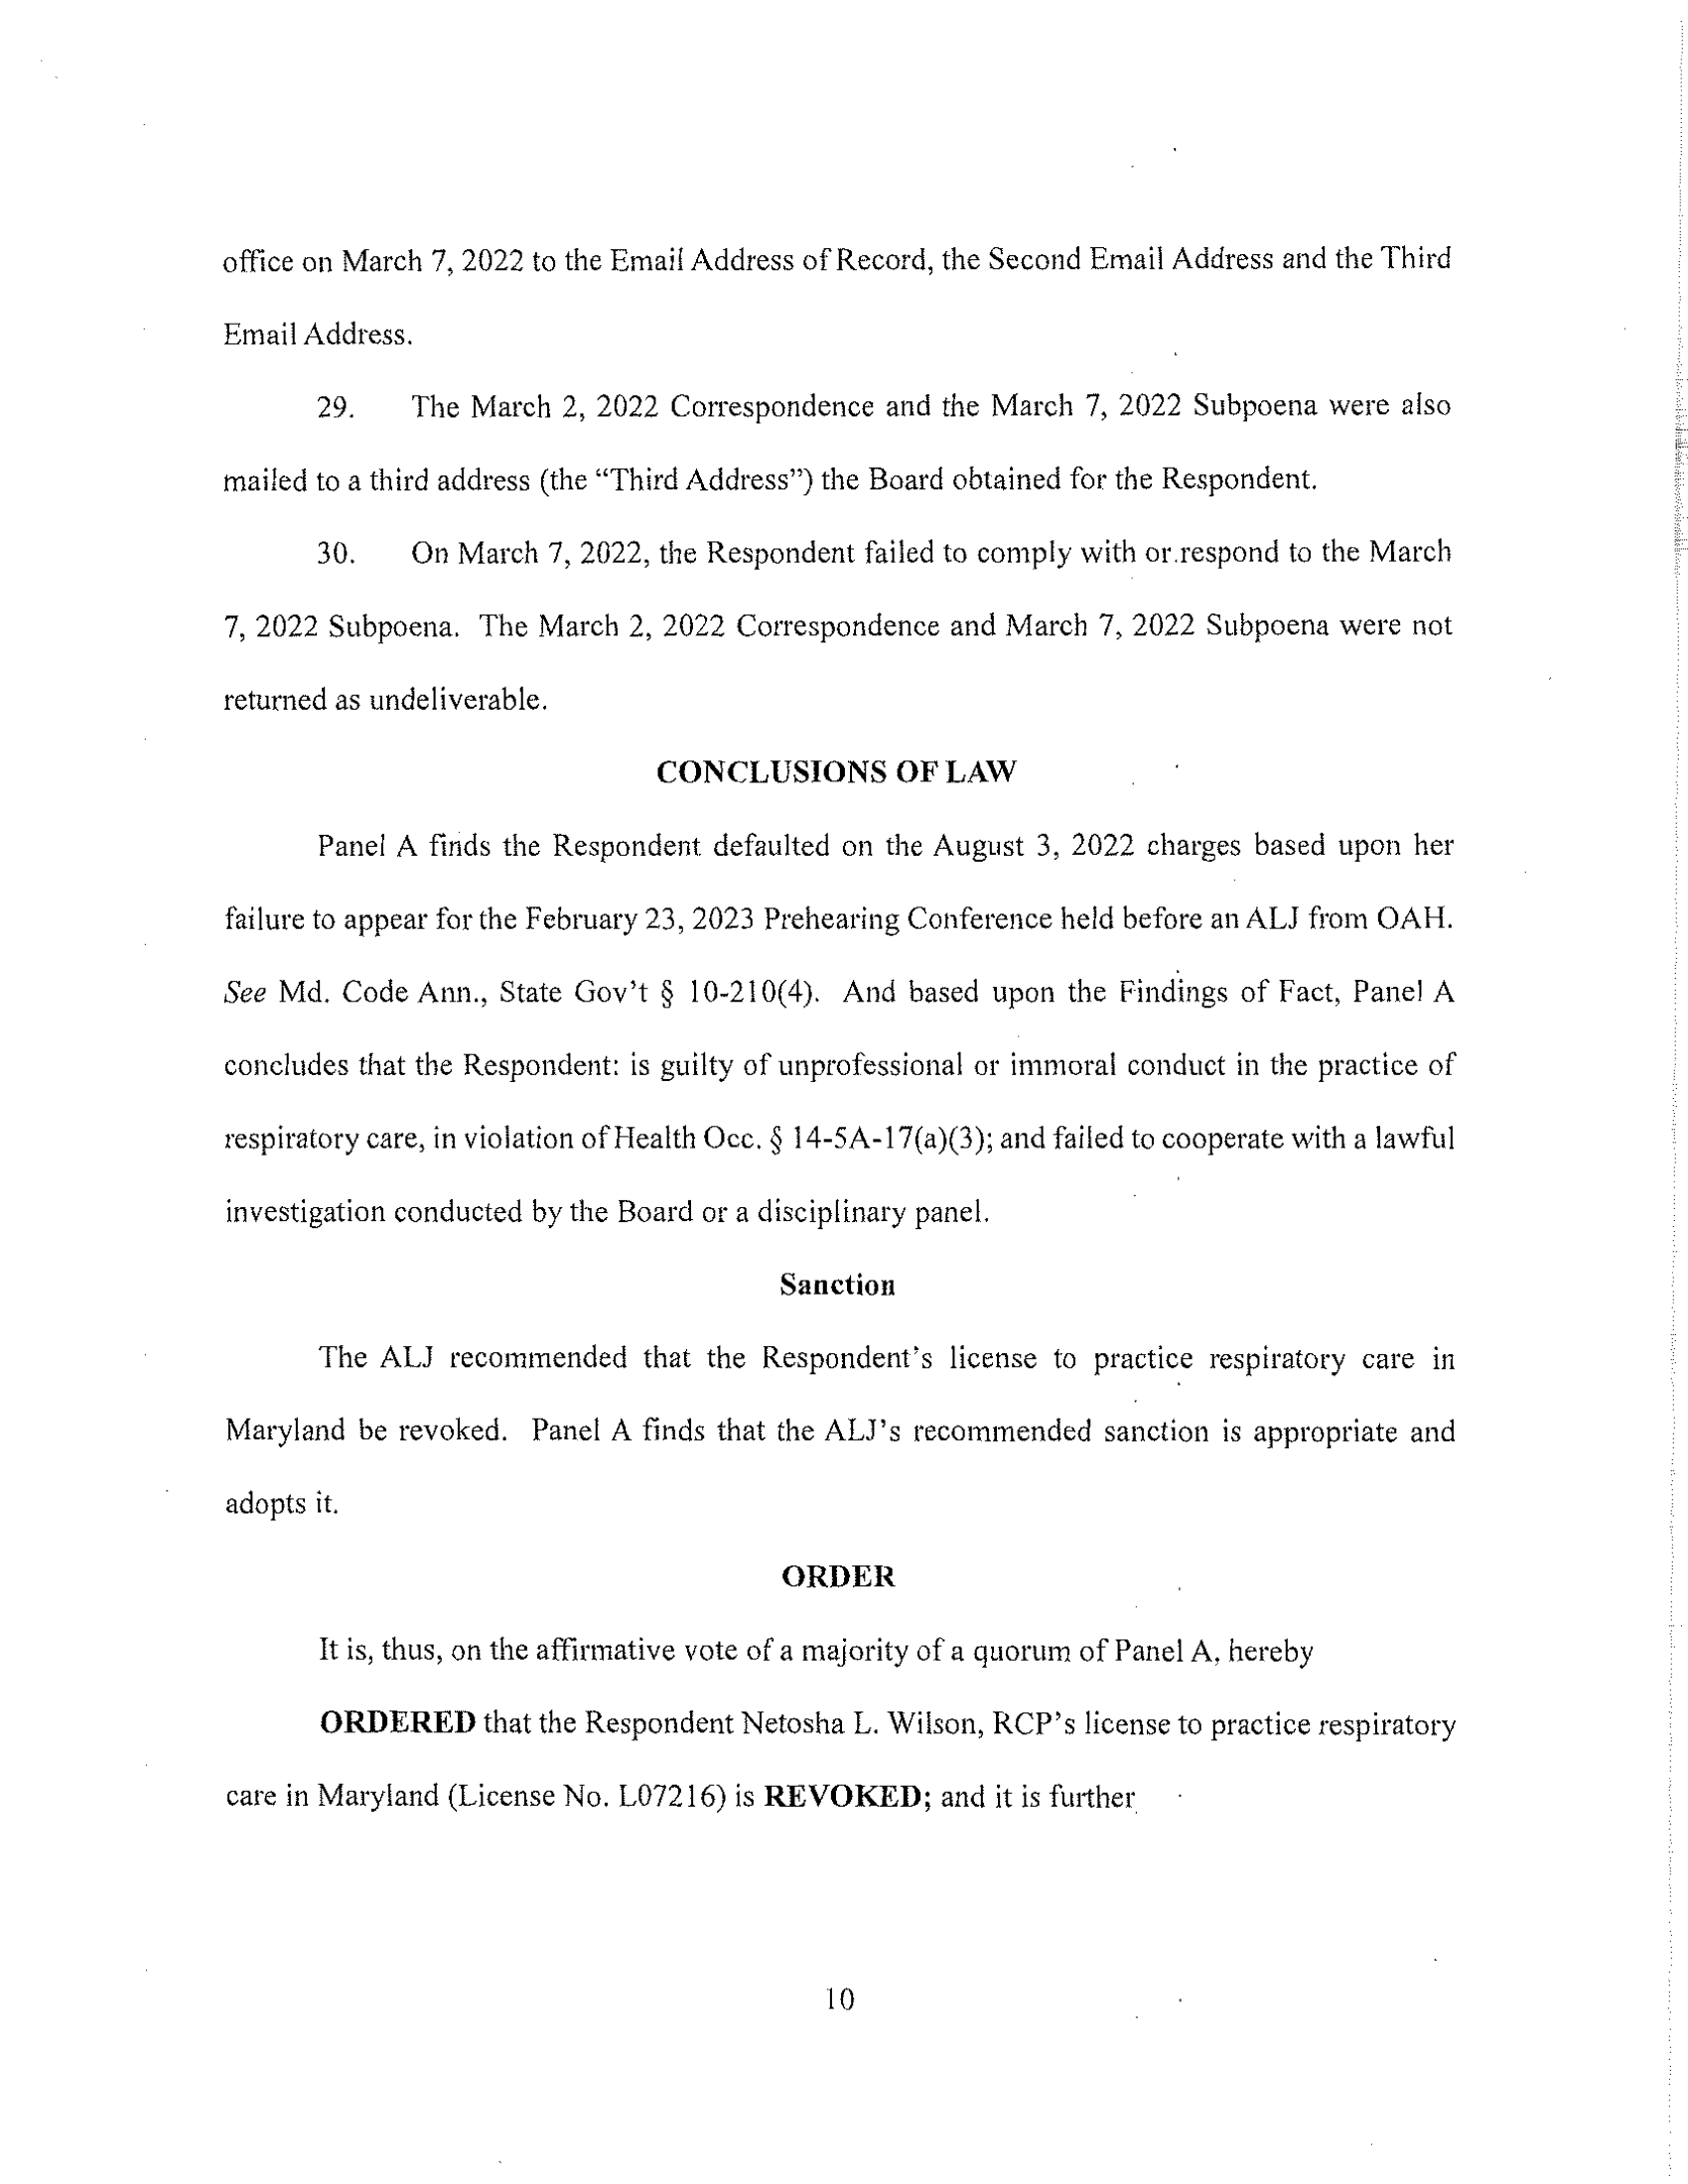 office on March 7, 2022 to the Email Address of Record, the Second Email Address and the Third
Email Address.
29. The March 2, 2022 Correspondence and the March 7, 2022 Subpoena were also
mailed to a third address (the “Third Address”) the Board obtained for the Respondent.
30. On March 7, 2022, the Respondent failed to comply with or respond to the March
7, 2022 Subpoena. The March 2, 2022 Correspondence and March 7, 2022 Subpoena were not
returned as undeliverable.
CONCLUSIONS OF LAW
Panel A finds the Respondent defaulted on the August 3, 2022 charges based upon her
failure to appear for the February 23, 2023 Prehearing Conference held before an ALJ from OAH.
See Md. Code Ann., State Gov’t § 10-210(4). And based upon the Findings of Fact, Panel A
concludes that the Respondent: is guilty of unprofessional or immoral conduct in the practice of
respiratory care, in violation of Health Occ. § 14-5A-17(a)(3); and failed to cooperate with a lawful
investigation conducted by the Board or a disciplinary panel.
Sanction
The ALJ recommended that the Respondent’s license to practice respiratory care in
Maryland be revoked. Panel A finds that the ALJ’s recommended sanction is appropriate and
adopts it.
ORDER
It is, thus, on the affirmative vote of a majority of a quorum of Panel A, hereby
ORDERED that the Respondent Netosha L. Wilson, RCP’s license to practice respiratory
care in Maryland (License No. L07216) is REVOKED; and it is further
10